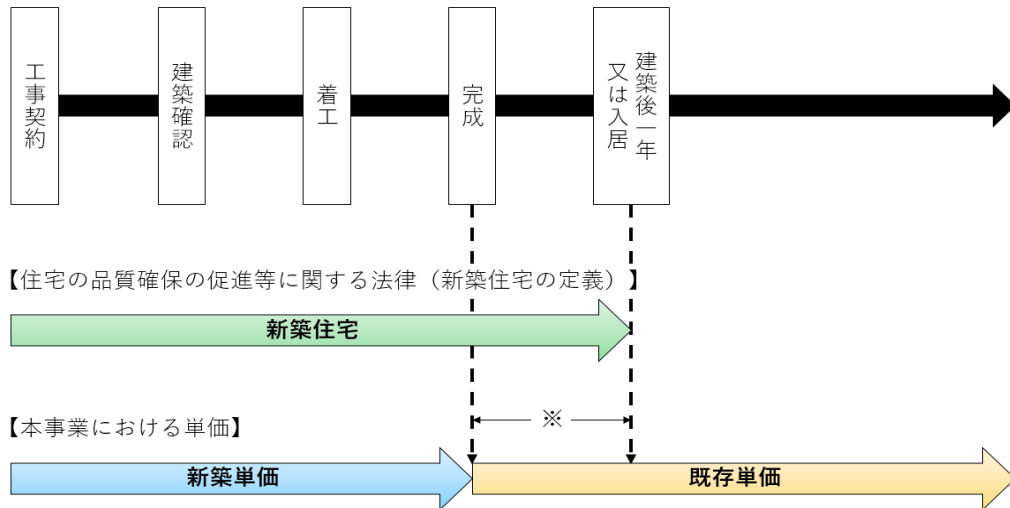 工事契約
建築確認
着工
完成
建築後一年
又は入居
【住宅の品質確保の促進等に関する法律（新築住宅の定義）】
新築住宅
※
【本事業における単価】
新築単価
既存単価